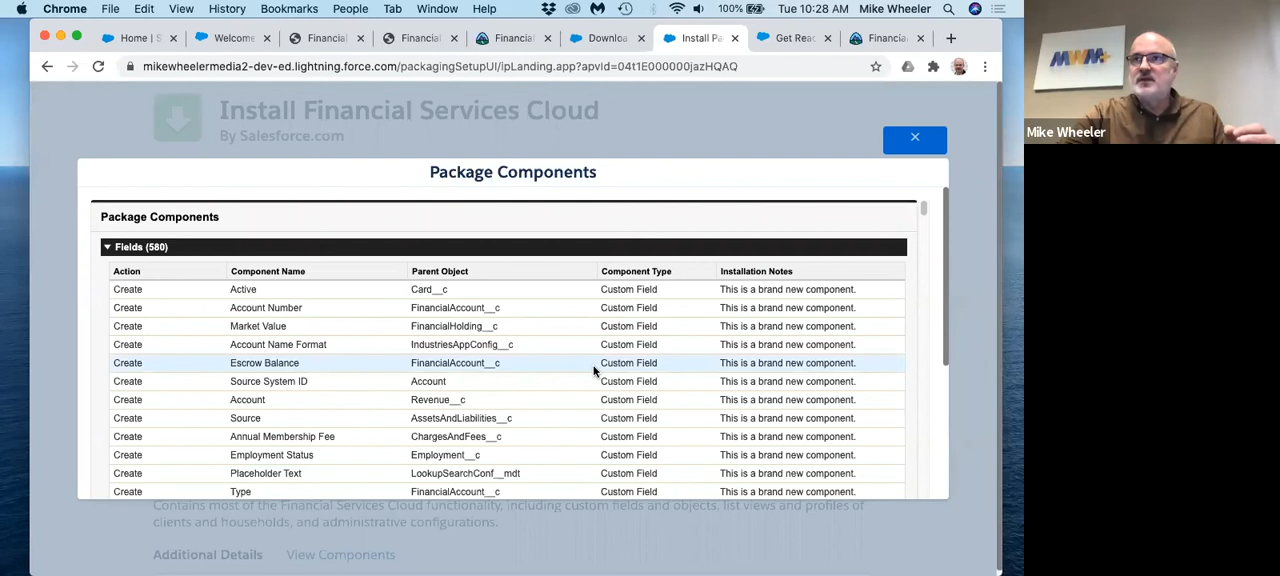 Chrome File Edit View History Bookmarks People Tab Window Help 100% Tue 10:28 AM Mike Wheeler
Home | S Welcome Financial Financial Financial Downloa Install Pa Get Read Financia
mikewheelermedia2-dev-ed.lightning.fo packag upUI/ipLanding.app?apvId=04t1E000000jazHQAQ
MWM+
Mike Wheeler
Install Financial Services Cloud
By Salesforce.com
Package Components
Package Components
Fields (580)
Action Component Name Parent Object Component Type Installation Notes
Create Active Card__c Custom Field This is a brand new component.
Create Account Number FinancialAccount__c Custom Field This is a brand new component.
Create Market Value FinancialHolding__c Custom Field This is a brand new component.
Create Account Name Format IndustriesAppConfig__c Custom Field This is a brand new component.
Create Escrow Balance FinancialAccount__c Custom Field This is a brand new component.
Create Source System ID Account Custom Field This is a brand new component.
Create Account Revenue__c Custom Field This is a brand new component.
Create Source AssetsAndLiabilities__c Custom Field This is a brand new component.
Create Annual Membership Fee ChargesAndFees__c Custom Field This is a brand new component.
Create Employment Status Employment__c Custom Field This is a brand new component.
Create Placeholder Text LookupSearchConf__mdt Custom Field This is a brand new component.
Create Type FinancialAccount__c Custom Field This is a brand new component.
Contains most of the Financial Services Cloud functionality, including custom fields and objects, list views and profiles of
clients and households, and administrative configurations.
Additional Details View Components